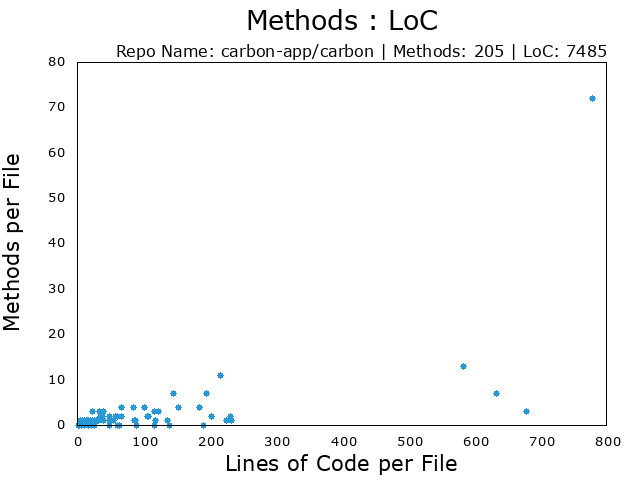 Methods : LoC
Repo Name: carbon-app/carbon | Methods: 205 | LoC: 7485
Methods per File
80
70
60
50
40
30
20
10
0
0 100 200 300 400 500 600 700 800
Lines of Code per File